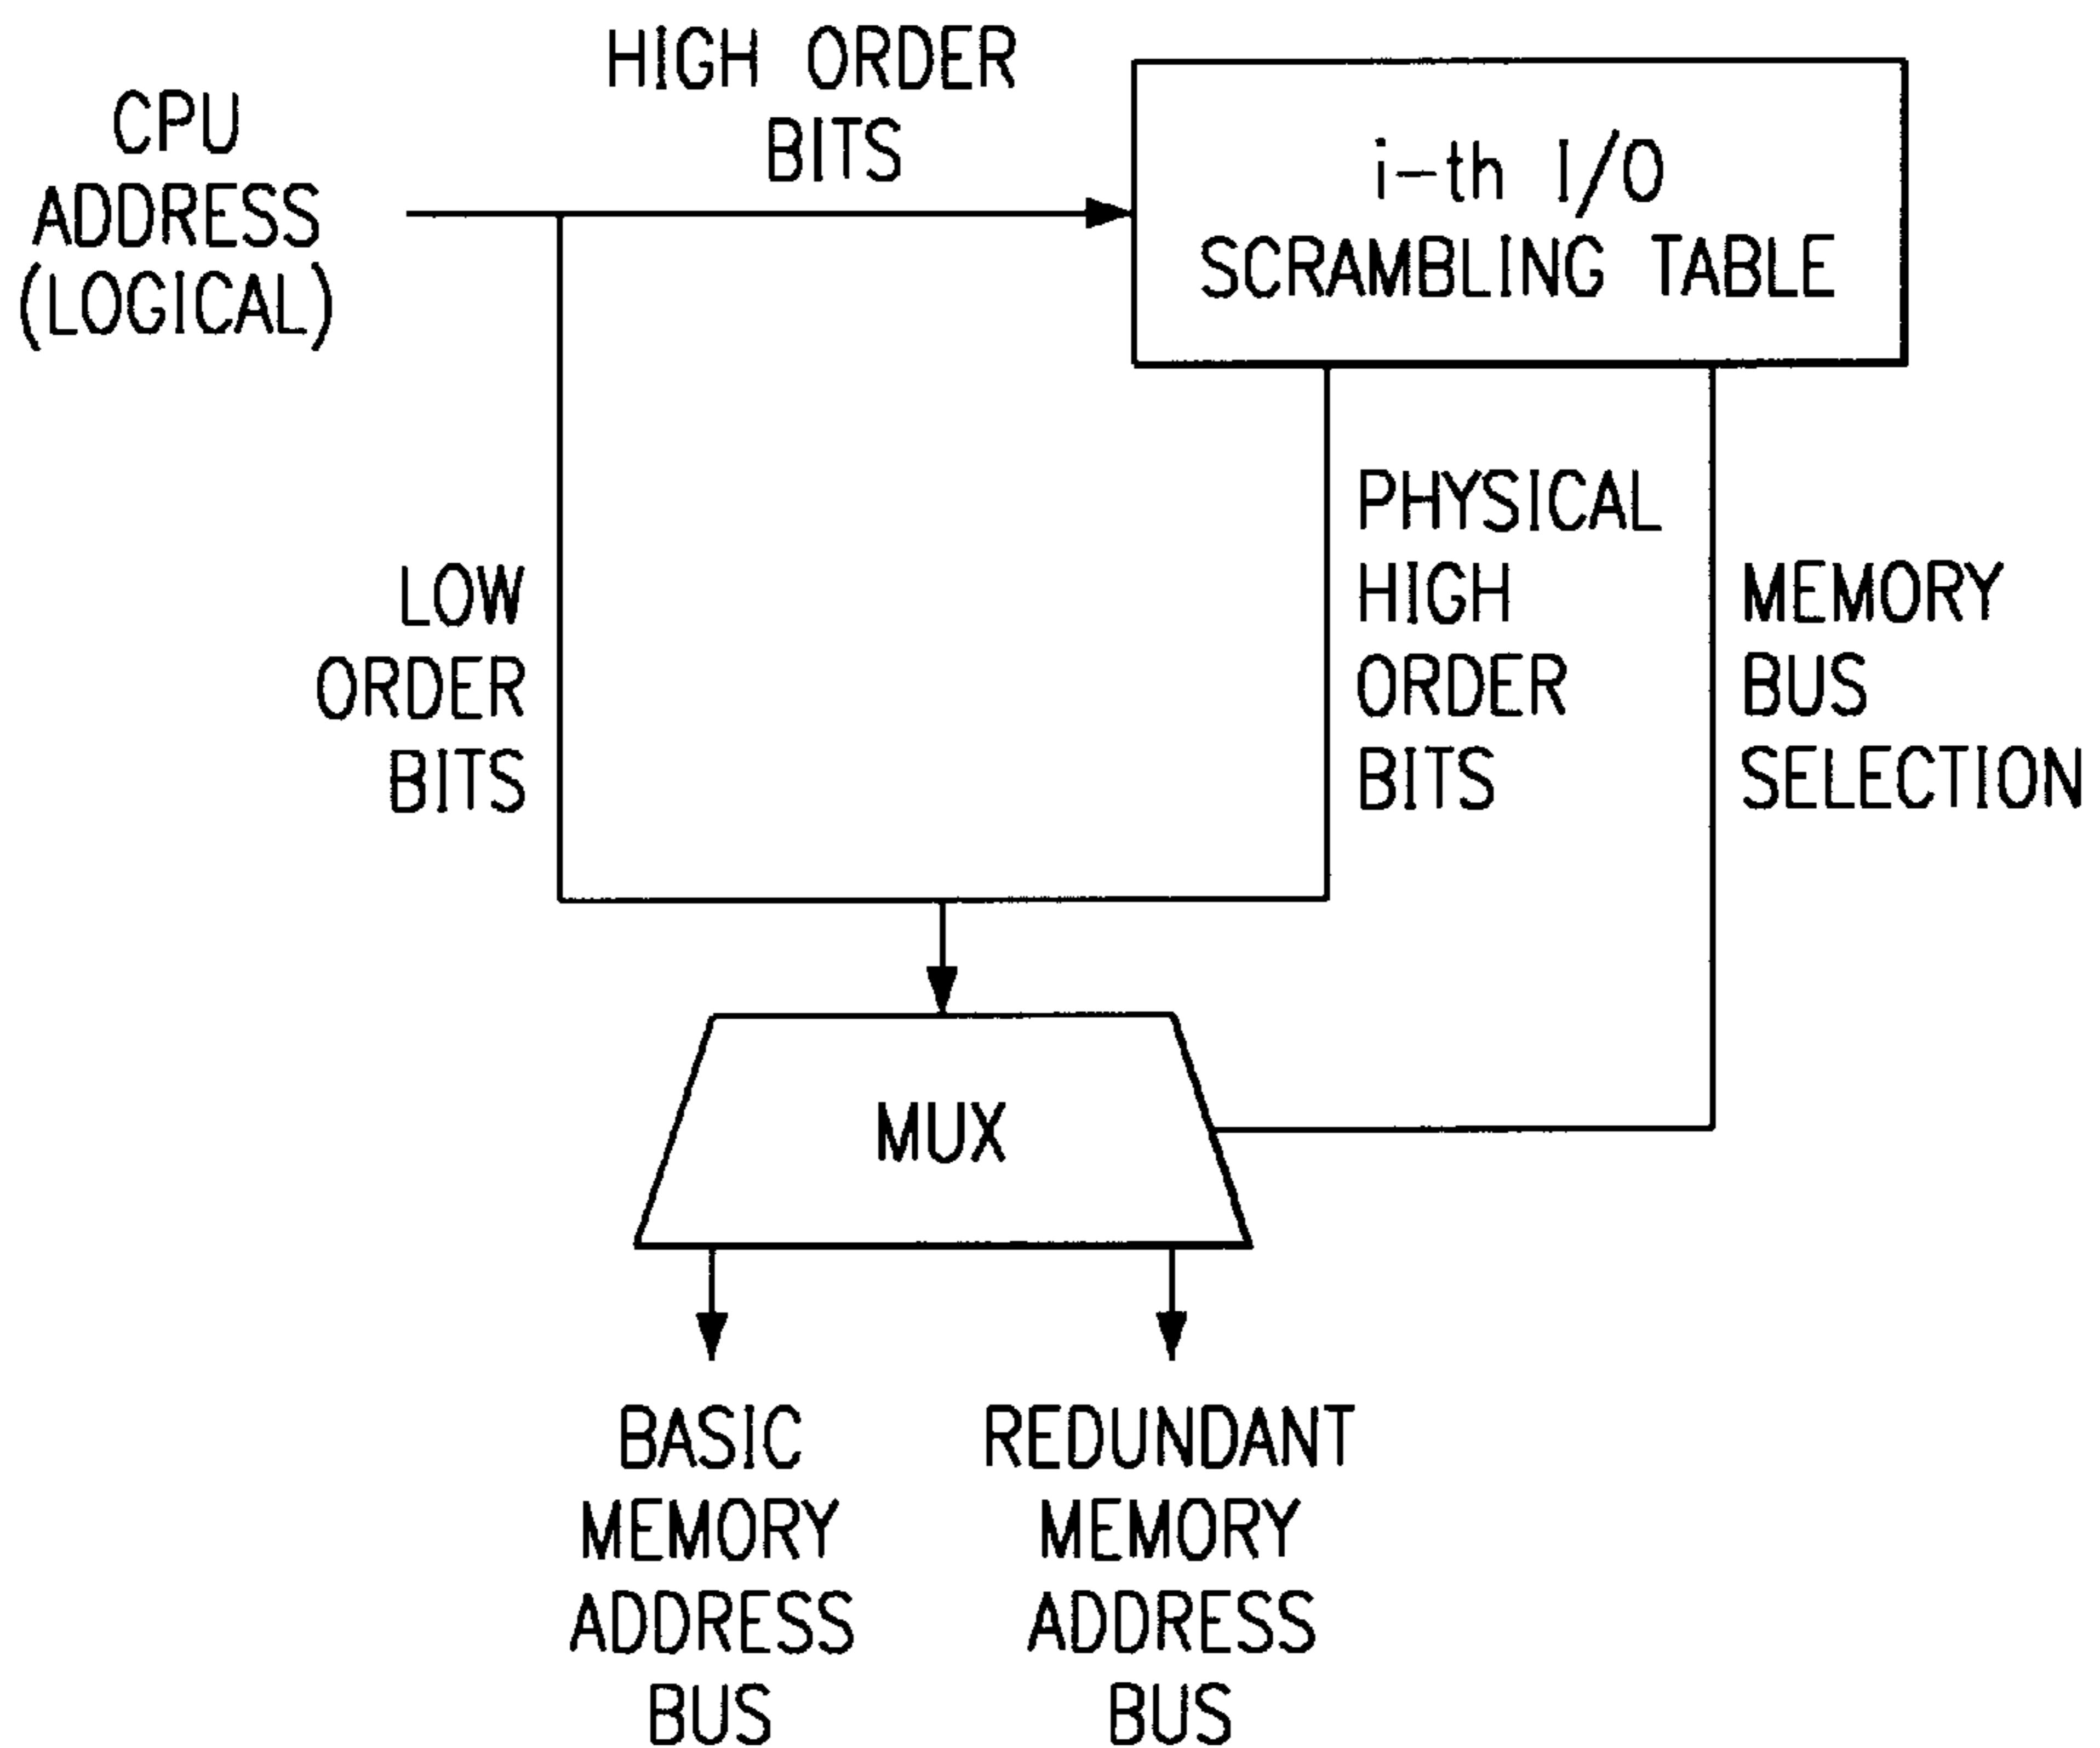 HIGH ORDER
BITS
CPU
ADDRESS
(LOGICAL)
i-th I/O
SCRAMBLING TABLE
LOW
ORDER
BITS
PHYSICAL
HIGH
ORDER
BITS
MEMORY
BUS
SELECTION
MUX
BASIC
MEMORY
ADDRESS
BUS
REDUNDANT
MEMORY
ADDRESS
BUS